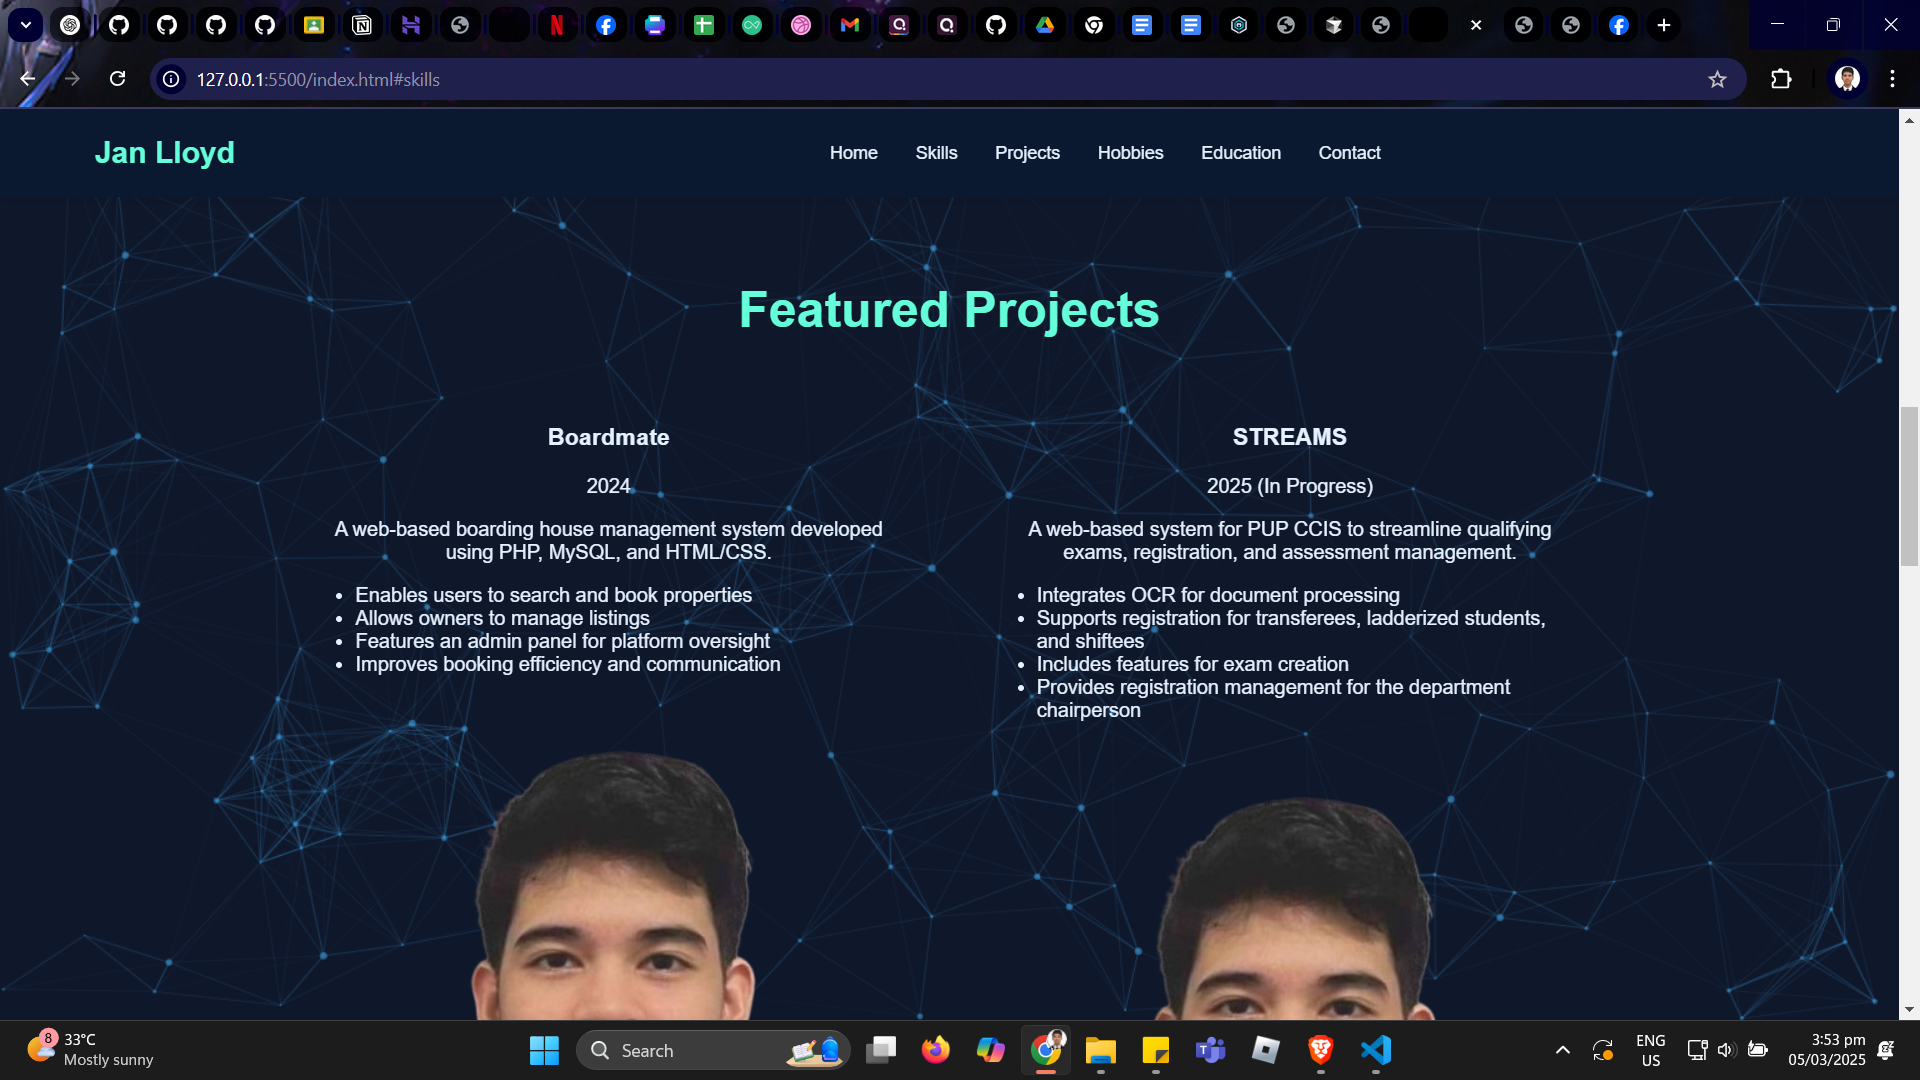 127.0.0.1:5500/index.html#skills
Jan Lloyd
Home Skills Projects Hobbies Education Contact
Featured Projects
Boardmate
2024
A web-based boarding house management system developed
using PHP, MySQL, and HTML/CSS.
• Enables users to search and book properties
• Allows owners to manage listings
• Features an admin panel for platform oversight
• Improves booking efficiency and communication
STREAMS
2025 (In Progress)
A web-based system for PUP CCIS to streamline qualifying
exams, registration, and assessment management.
• Integrates OCR for document processing
• Supports registration for transferees, ladderized students,
and shiftees
• Includes features for exam creation
• Provides registration management for the department
chairperson
8
33°C
Mostly sunny
Search
ENG
US
3:53 pm
05/03/2025